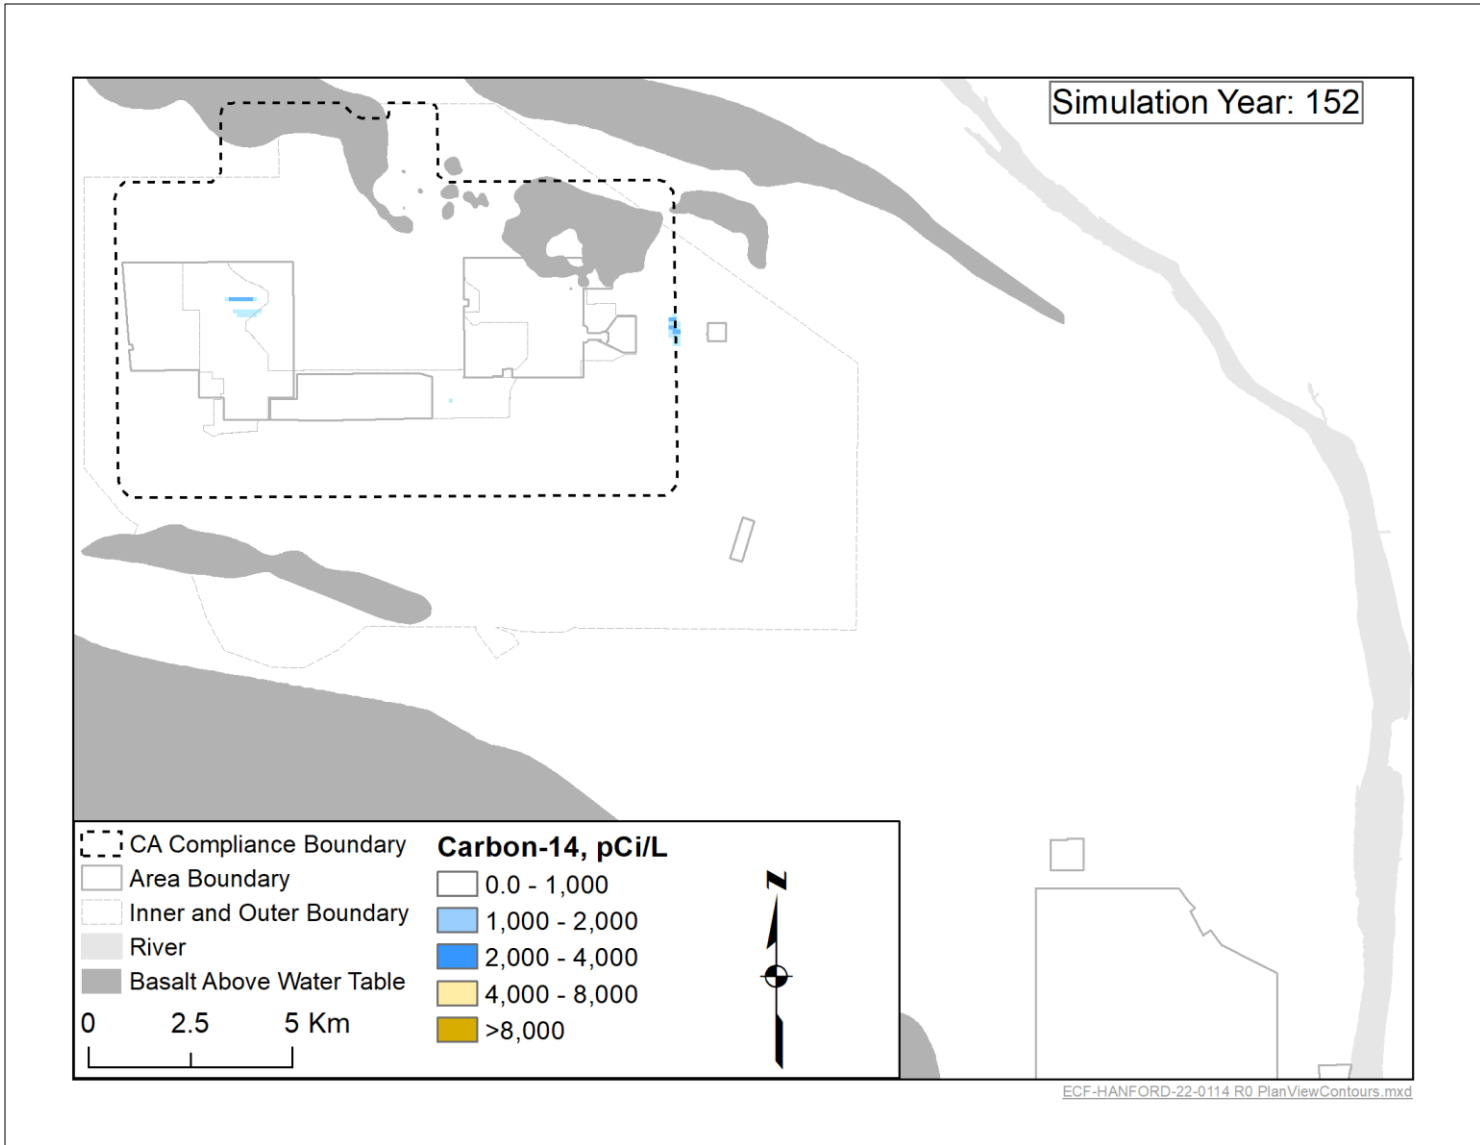 Simulation Year: 152
CA Compliance Boundary
Area Boundary
Inner and Outer Boundary
River
Basalt Above Water Table
0 2.5 5 Km
Carbon-14, pCi/L
0.0 - 1,000
1,000 - 2,000
2,000 - 4,000
4,000 - 8,000
>8,000
N
ECF-HANFORD-22-0114 R0 PlanViewContours.mxd